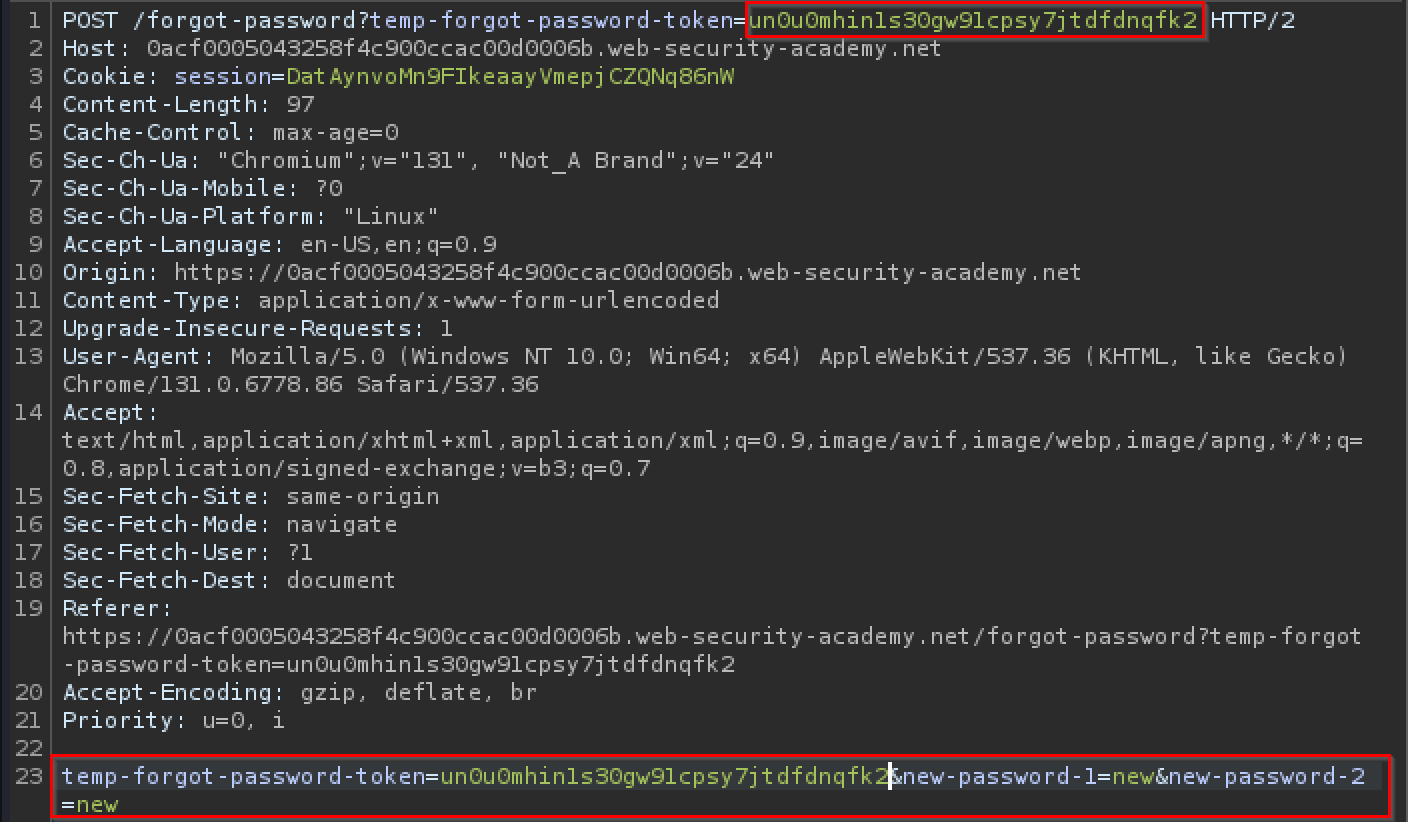 1 POST /forgot-password?temp-forgot-password-token=un0u0mhin1s30gw91cpsy7jtdfdnqfk2 HTTP/2
2 Host: 0acf0005043258f4c900ccac00d0006b.web-security-academy.net
3 Cookie: session=DatAynvoMn9FIkeaayVmepjCZQNq86nW
4 Content-Length: 97
5 Cache-Control: max-age=0
6 Sec-Ch-Ua: "Chromium";v="131", "Not_A Brand";v="24"
7 Sec-Ch-Ua-Mobile: ?0
8 Sec-Ch-Ua-Platform: "Linux"
9 Accept-Language: en-US,en;q=0.9
10 Origin: https://0acf0005043258f4c900ccac00d0006b.web-security-academy.net
11 Content-Type: application/x-www-form-urlencoded
12 Upgrade-Insecure-Requests: 1
13 User-Agent: Mozilla/5.0 (Windows NT 10.0; Win64; x64) AppleWebKit/537.36 (KHTML, like Gecko)
Chrome/131.0.6778.86 Safari/537.36
14 Accept:
text/html,application/xhtml+xml,application/xml;q=0.9,image/avif,image/webp,image/apng,*/*;q=
0.8,application/signed-exchange;v=b3;q=0.7
15 Sec-Fetch-Site: same-origin
16 Sec-Fetch-Mode: navigate
17 Sec-Fetch-User: ?1
18 Sec-Fetch-Dest: document
19 Referer:
https://0acf0005043258f4c900ccac00d0006b.web-security-academy.net/forgot-password?temp-forgot
-password-token=un0u0mhin1s30gw91cpsy7jtdfdnqfk2
20 Accept-Encoding: gzip, deflate, br
21 Priority: u=0, i
22
23 temp-forgot-password-token=un0u0mhin1s30gw91cpsy7jtdfdnqfk2&new-password-1=new&new-password-2
=new